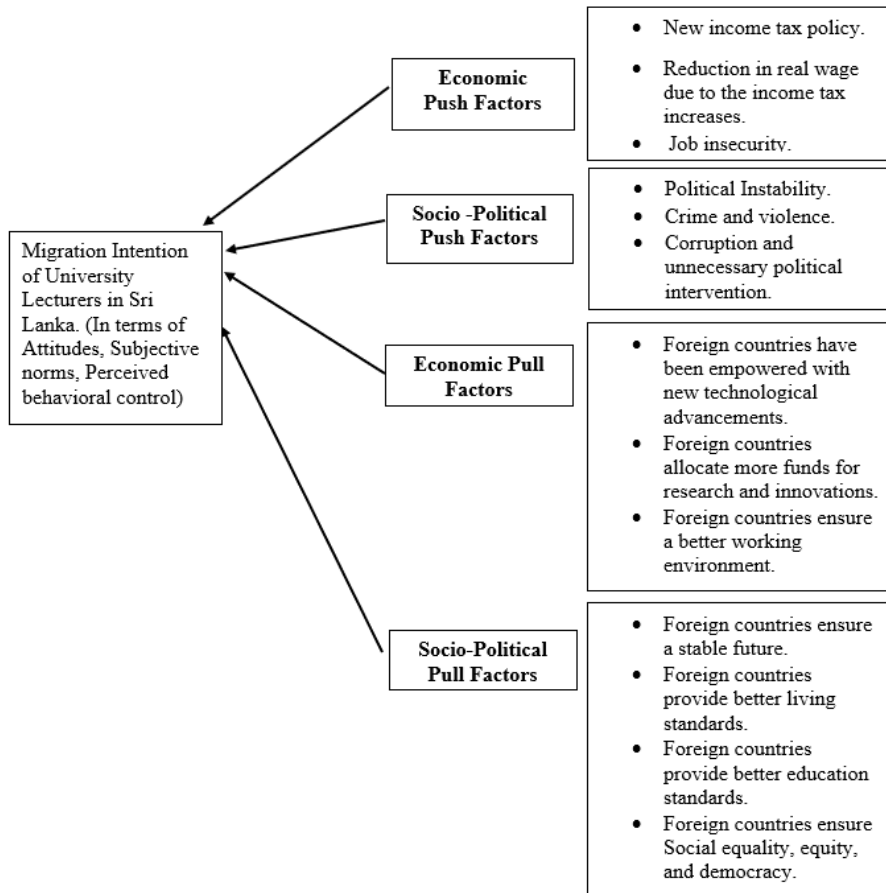 Economic
Push Factors
• New income tax policy.
• Reduction in real wage
due to the income tax
increases.
• Job insecurity.
Socio -Political
Push Factors
• Political Instability.
• Crime and violence.
• Corruption and
unnecessary political
intervention.
Migration Intention
of University
Lecturers in Sri
Lanka. (In terms of
Attitudes, Subjective
norms, Perceived
behavioral control)
Economic Pull
Factors
• Foreign countries have
been empowered with
new technological
advancements.
• Foreign countries
allocate more funds for
research and innovations.
• Foreign countries ensure
a better working
environment.
Socio-Political
Pull Factors
• Foreign countries ensure
a stable future.
• Foreign countries
provide better living
standards.
• Foreign countries
provide better education
standards.
• Foreign countries ensure
Social equality, equity,
and democracy.